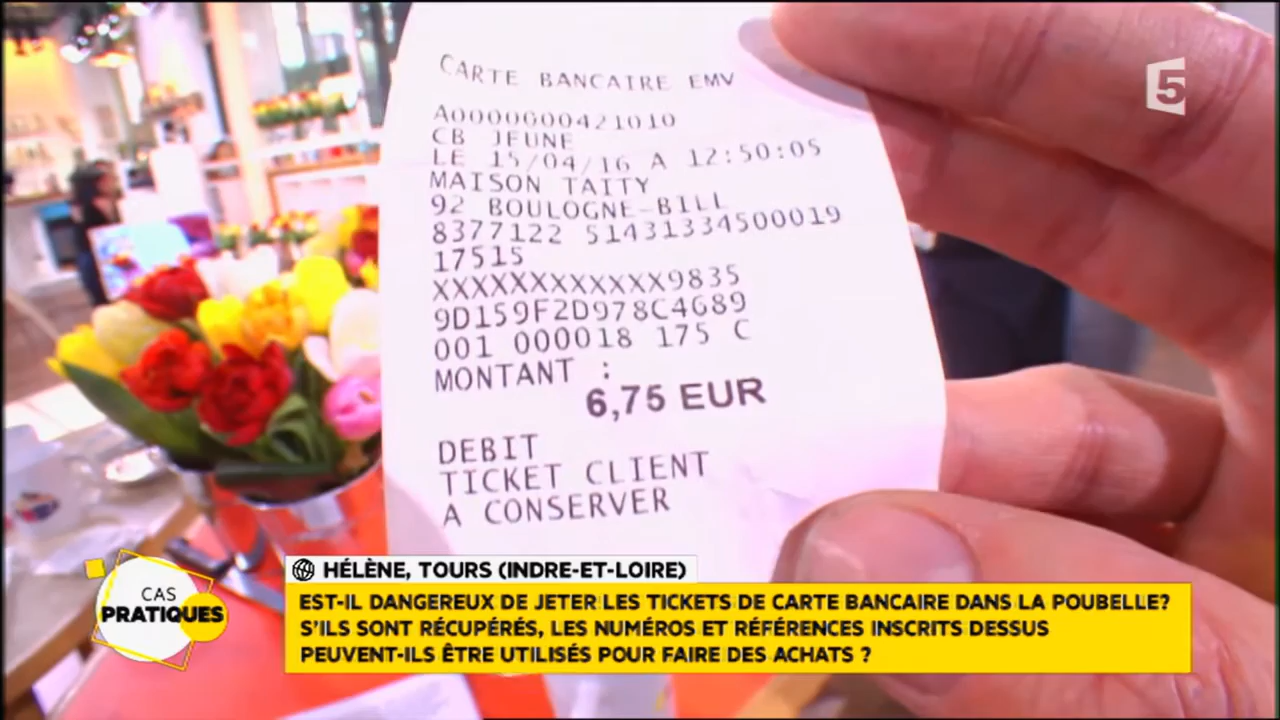 CARTE BANCAIRE EMV
A0000000421010
CB JEUNE
LE 15/04/16 A 12:50:05
MAISON TAITY
92 BOULOGNE-BILL
8377122 51431334500019
17515
XXXXXXXXXXXX9835
9D159F2D978C4689
001 000018 175 C
MONTANT :
6,75 EUR
DEBIT
TICKET CLIENT
A CONSERVER
5
CAS
PRATIQUES
HÉLÈNE, TOURS (INDRE-ET-LOIRE)
EST-IL DANGEREUX DE JETER LES TICKETS DE CARTE BANCAIRE DANS LA POUBELLE?
S'ILS SONT RÉCUPÉRÉS, LES NUMÉROS ET RÉFÉRENCES INSCRITS DESSUS
PEUVENT-ILS ÊTRE UTILISÉS POUR FAIRE DES ACHATS ?